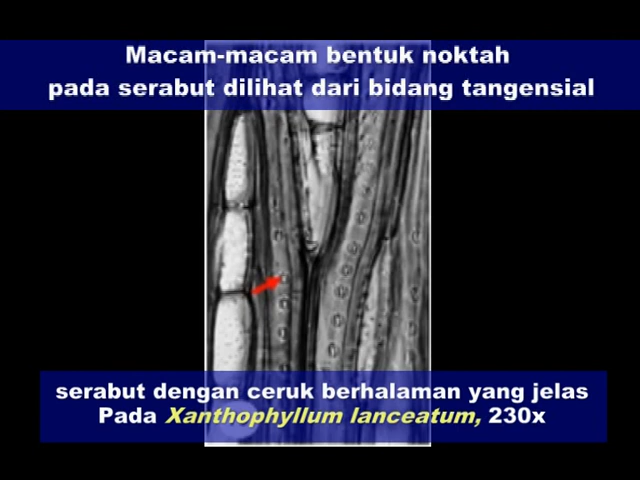 Macam-macam bentuk noktah
pada serabut dilihat dari bidang tangensial
serabut dengan ceruk berhalaman yang jelas
Pada Xanthophyllum lanceatum, 230x